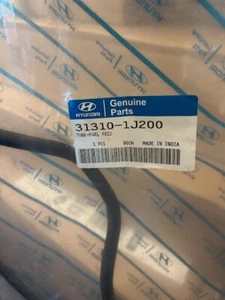 HYUNDAI
Genuine
Parts
31310-1J200
TUBE-FUEL FEED
1 PCS MADE IN INDIA